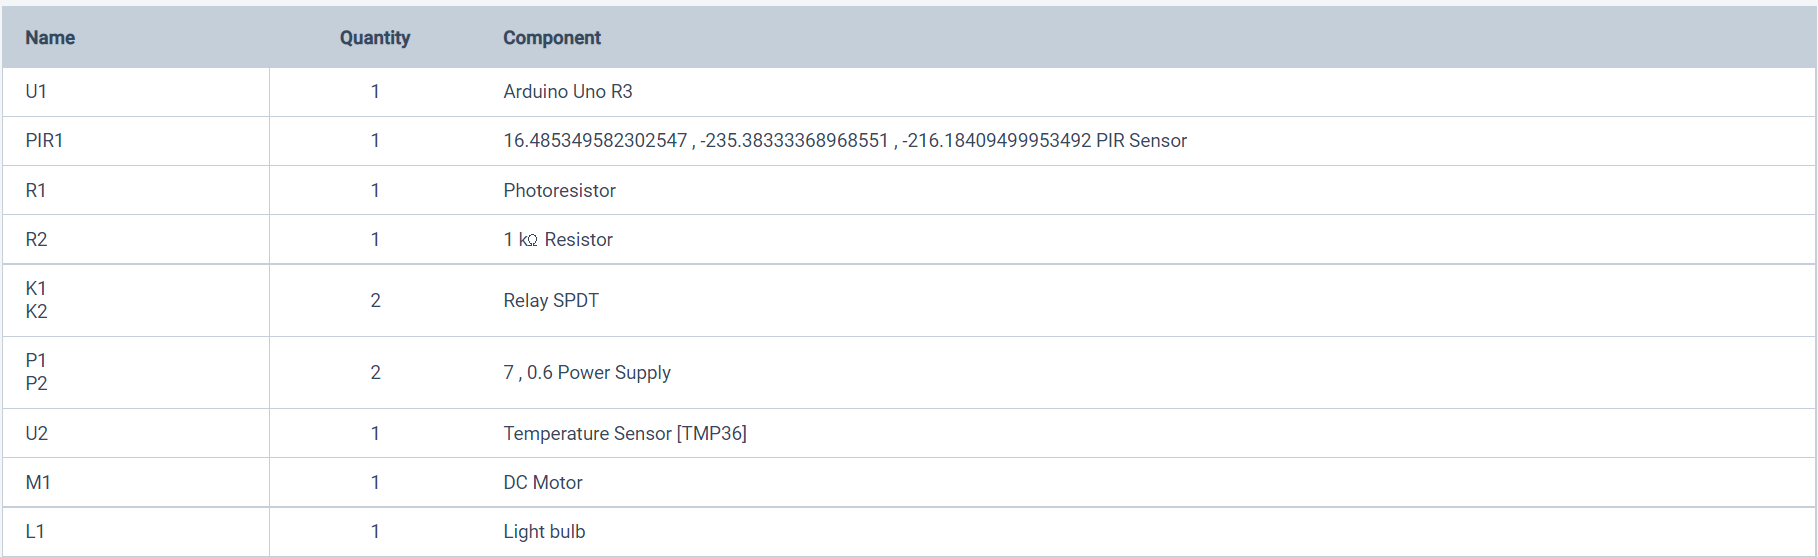 Name Quantity Component
U1 1 Arduino Uno R3
PIR1 1 16.485349582302547 , -235.38333368968551 , -216.18409499953492 PIR Sensor
R1 1 Photoresistor
R2 1 1 kΩ Resistor
K1
K2 2 Relay SPDT
P1
P2 2 7 , 0.6 Power Supply
U2 1 Temperature Sensor [TMP36]
M1 1 DC Motor
L1 1 Light bulb